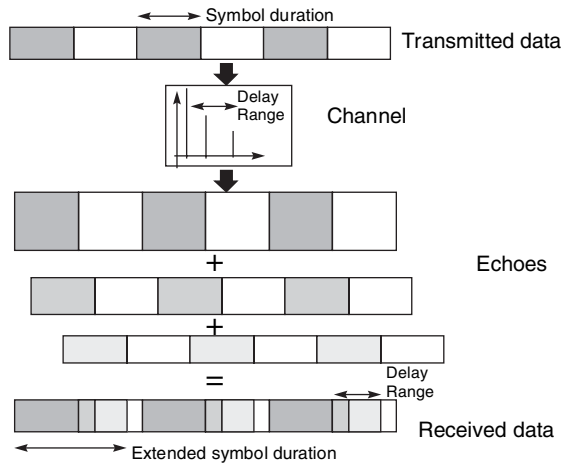 Symbol duration
Transmitted data
Delay
Range
Channel
+
Echoes
+
=
Delay
Range
Received data
Extended symbol duration